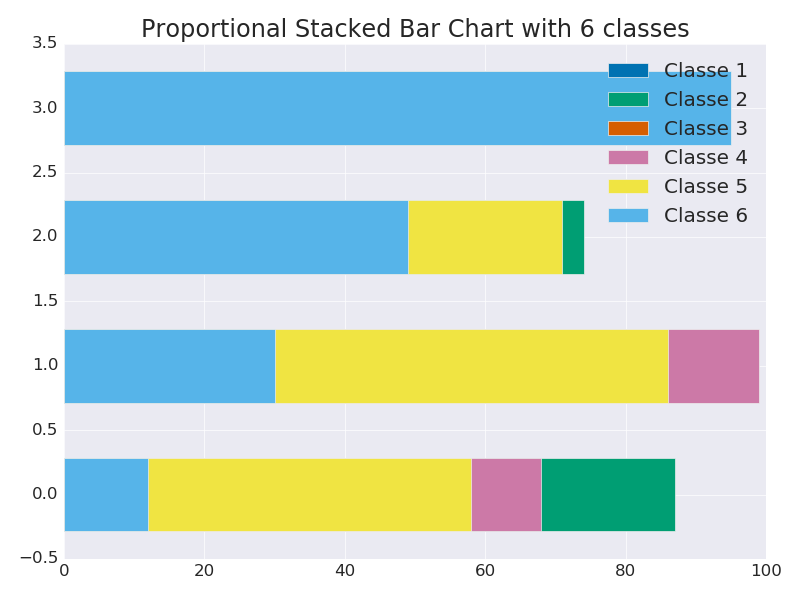 Proportional Stacked Bar Chart with 6 classes
3.5
3.0
2.5
2.0
1.5
1.0
0.5
0.0
−0.5
0 20 40 60 80 100
Classe 1
Classe 2
Classe 3
Classe 4
Classe 5
Classe 6